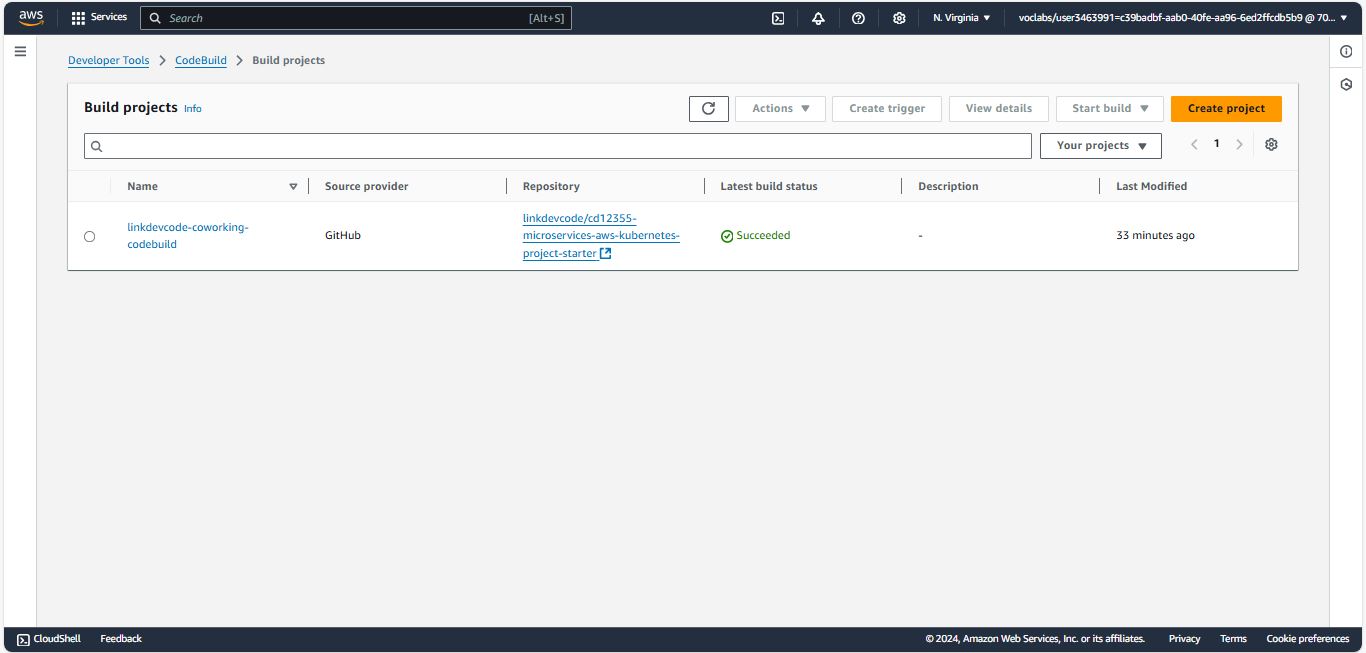 aws Services Search [Alt+S] N. Virginia voclabs/user3463991=c39badbf-aab0-40fe-aa96-6ed2ffcdb5b9 @ 70...
Developer Tools > CodeBuild > Build projects
Build projects Info Actions Create trigger View details Start build Create project
Your projects 1
Name Source provider Repository Latest build status Description Last Modified
linkdevcode-coworking-
codebuild
GitHub
linkdevcode/cd12355-
microservices-aws-kubernetes-
project-starter
Succeeded
-
33 minutes ago
CloudShell Feedback © 2024, Amazon Web Services, Inc. or its affiliates. Privacy Terms Cookie preferences